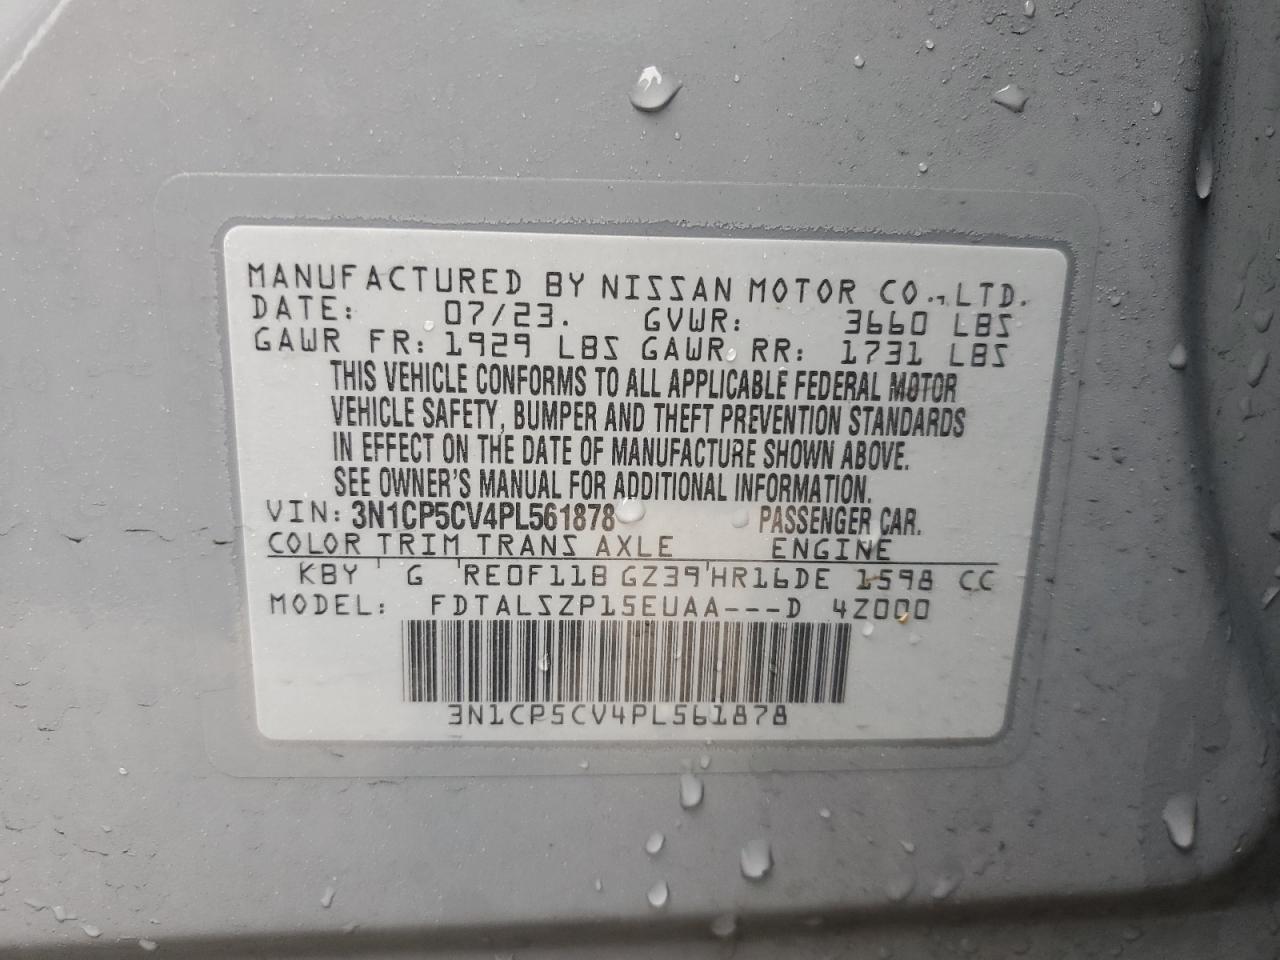 MANUFACTURED BY NISSAN MOTOR CO.,LTD.
DATE: 07/23. GVWR: 3660 LBS
GAWR FR: 1929 LBS GAWR RR: 1731 LBS
THIS VEHICLE CONFORMS TO ALL APPLICABLE FEDERAL MOTOR
VEHICLE SAFETY, BUMPER AND THEFT PREVENTION STANDARDS
IN EFFECT ON THE DATE OF MANUFACTURE SHOWN ABOVE.
SEE OWNER'S MANUAL FOR ADDITIONAL INFORMATION.
VIN: 3N1CP5CV4PL561878 PASSENGER CAR.
COLOR TRIM TRANS AXLE ENGINE
KBY ' G 'RE0F11B GZ39'HR16DE 1598 CC
MODEL: FDTALSZP15EUAA---D 4Z000
3N1CP5CV4PL561878